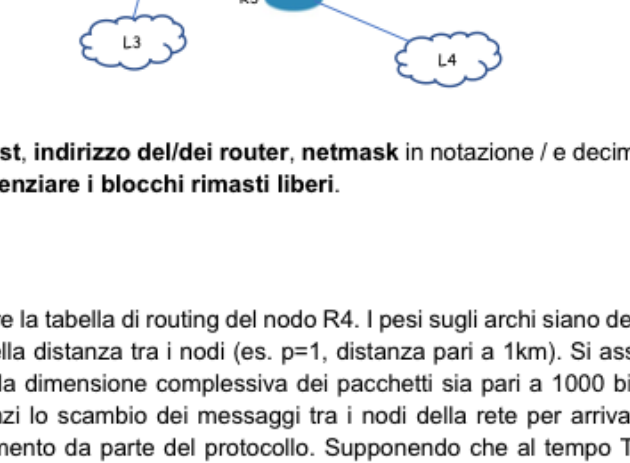 L3
L4
st, indirizzo del/dei router, netmask in notazione / e decim
enziare i blocchi rimasti liberi.
e la tabella di routing del nodo R4. I pesi sugli archi siano de
lla distanza tra i nodi (es. p=1, distanza pari a 1km). Si ass
la dimensione complessiva dei pacchetti sia pari a 1000 bi
zi lo scambio dei messaggi tra i nodi della rete per arriva
mento da parte del protocollo. Supponendo che al tempo T